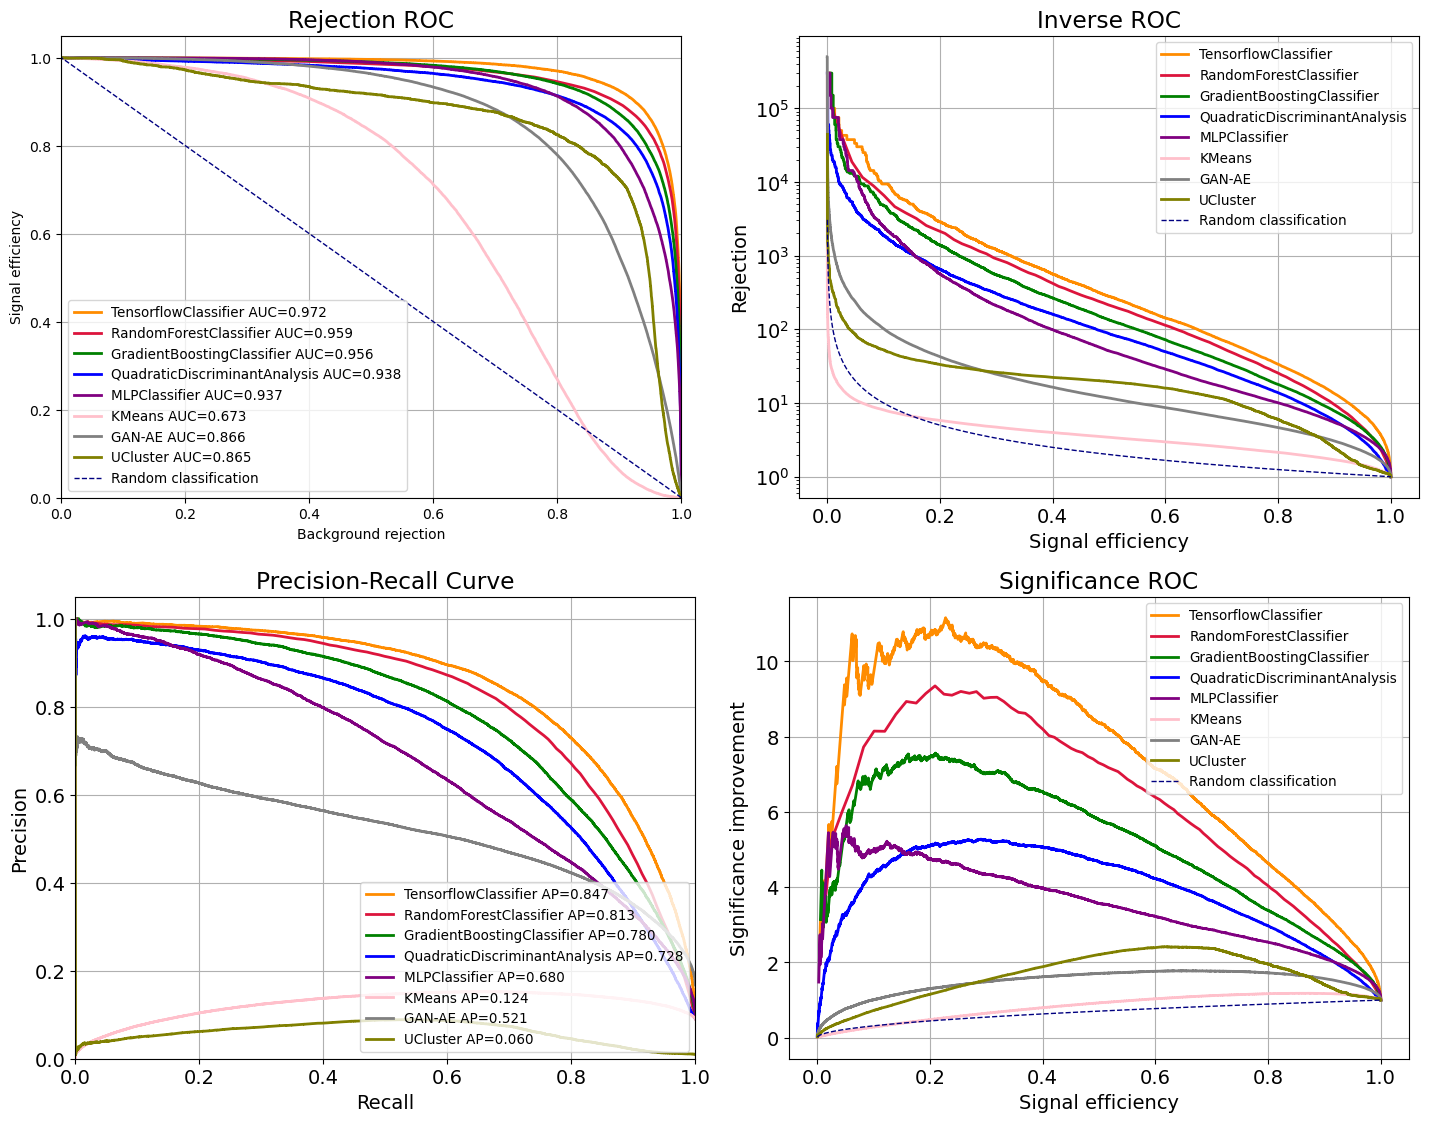 Rejection ROC
1.0
0.8
0.6
0.4
0.2
0.0
Signal efficiency
TensorflowClassifier AUC=0.972
RandomForestClassifier AUC=0.959
GradientBoostingClassifier AUC=0.956
QuadraticDiscriminantAnalysis AUC=0.938
MLPClassifier AUC=0.937
KMeans AUC=0.673
GAN-AE AUC=0.866
UCluster AUC=0.865
Random classification
0.0 0.2 0.4 0.6 0.8 1.0
Background rejection
Inverse ROC
10^5
10^4
10^3
10^2
10^1
10^0
Rejection
TensorflowClassifier
RandomForestClassifier
GradientBoostingClassifier
QuadraticDiscriminantAnalysis
MLPClassifier
KMeans
GAN-AE
UCluster
Random classification
0.0 0.2 0.4 0.6 0.8 1.0
Signal efficiency
Precision-Recall Curve
1.0
0.8
0.6
0.4
0.2
0.0
Precision
TensorflowClassifier AP=0.847
RandomForestClassifier AP=0.813
GradientBoostingClassifier AP=0.780
QuadraticDiscriminantAnalysis AP=0.728
MLPClassifier AP=0.680
KMeans AP=0.124
GAN-AE AP=0.521
UCluster AP=0.060
0.0 0.2 0.4 0.6 0.8 1.0
Recall
Significance ROC
10
8
6
4
2
0
Significance improvement
TensorflowClassifier
RandomForestClassifier
GradientBoostingClassifier
QuadraticDiscriminantAnalysis
MLPClassifier
KMeans
GAN-AE
UCluster
Random classification
0.0 0.2 0.4 0.6 0.8 1.0
Signal efficiency